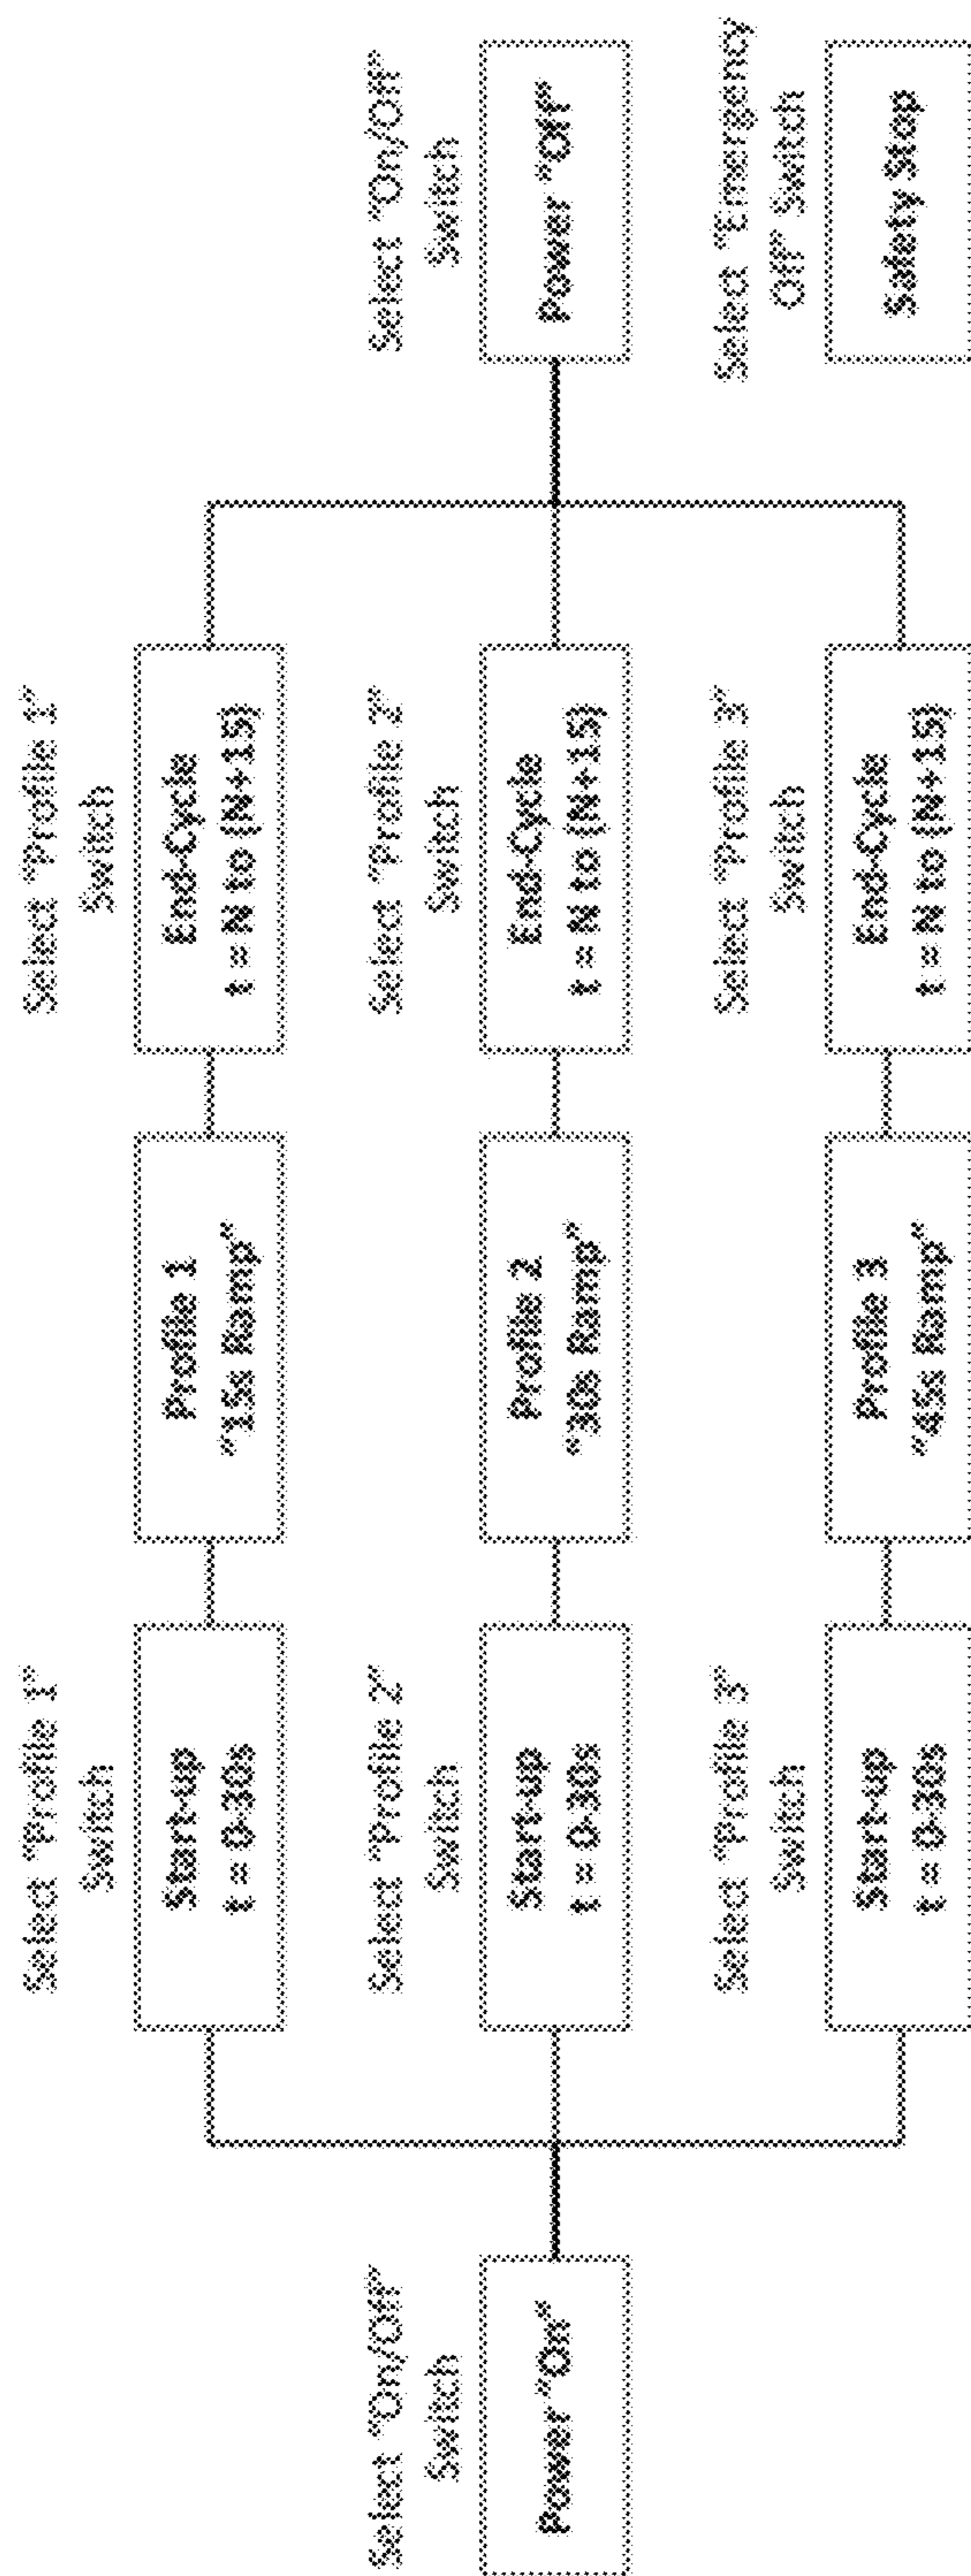 Select "On/Off"
Switch
Power "On"
Select "Profile 1"
Switch
Start-up
t = 0-30s
Profile 1
"15s Ramp"
Select "Profile 1"
Switch
End-Cycle
t = N to (N+15)
Select "Profile 2"
Switch
Start-up
t = 0-30s
Profile 2
"30s Ramp"
Select "Profile 2"
Switch
End-Cycle
t = N to (N+15)
Select "Profile 3"
Switch
Start-up
t = 0-30s
Profile 3
"45s Ramp"
Select "Profile 3"
Switch
End-Cycle
t = N to (N+15)
Select "On/Off"
Switch
Power "Off"
Select "Emergency
Off" Switch
Safety Stop